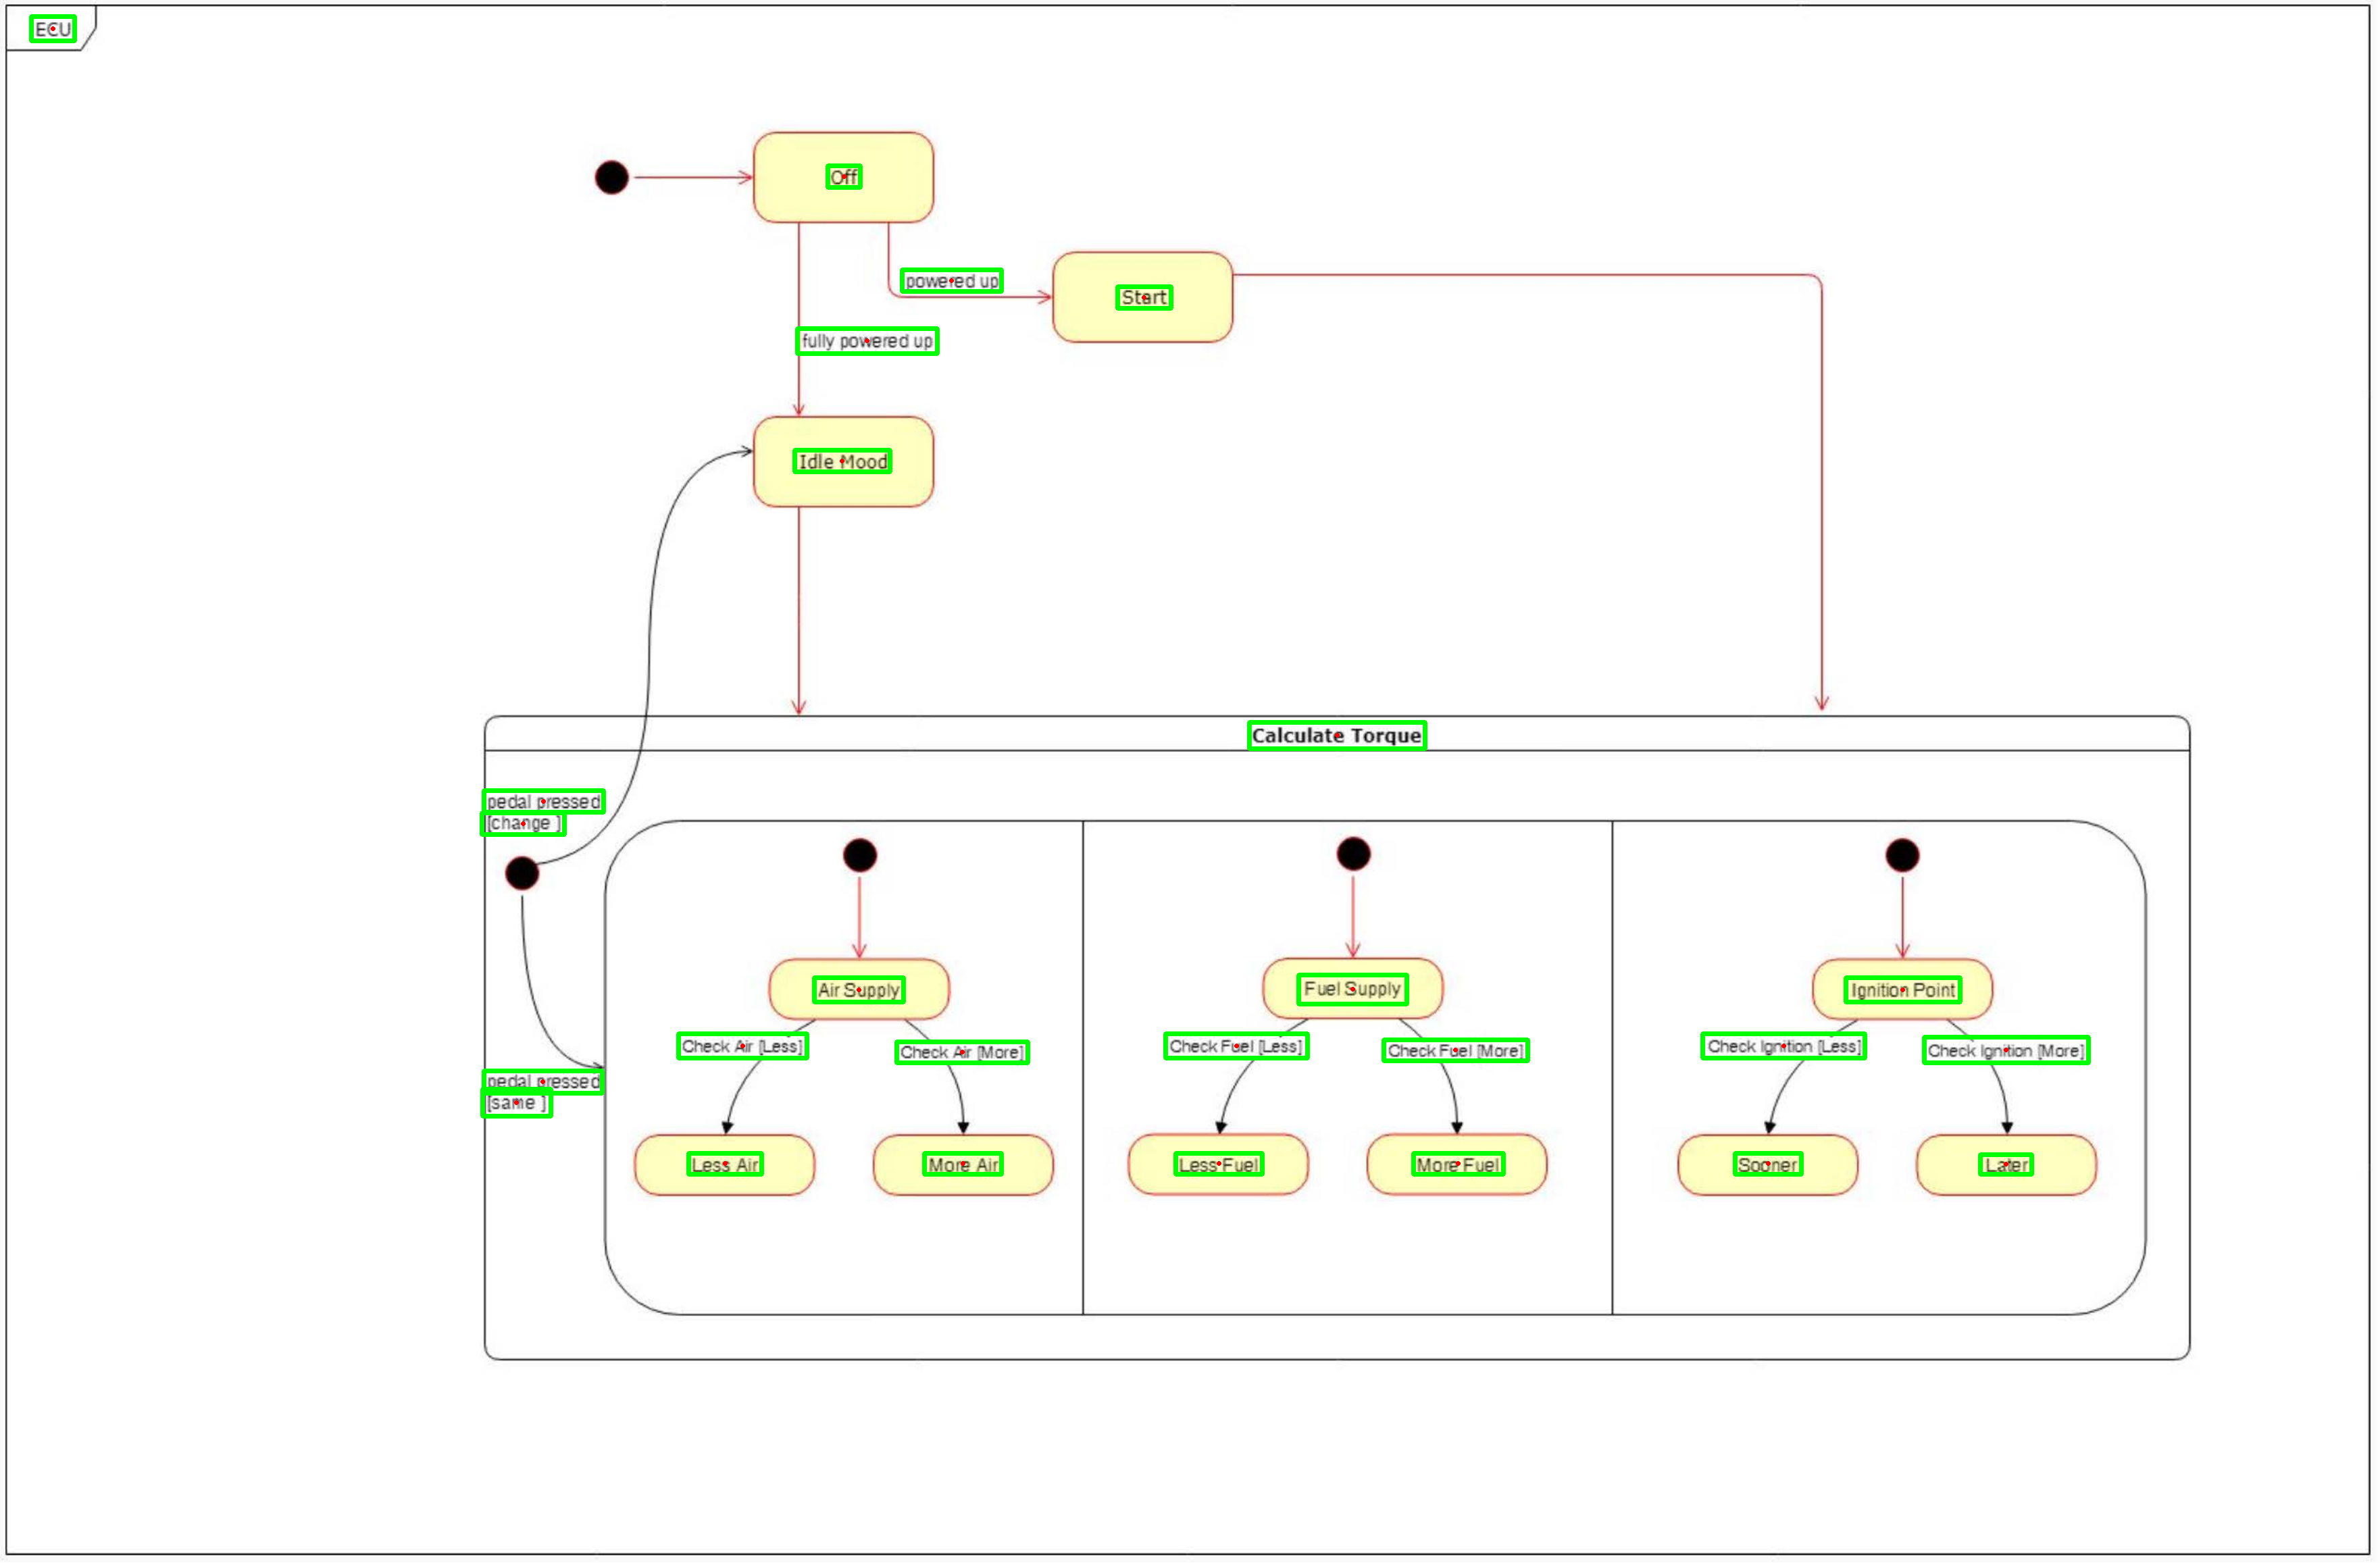 ECU
Off
powered up
Start
fully powered up
Idle Mood
Calculate Torque
pedal pressed
[change ]
Air Supply
Fuel Supply
Ignition Point
Check Air [Less]
Check Air [More]
Check Fuel [Less]
Check Fuel [More]
Check Ignition [Less]
Check Ignition [More]
pedal pressed
[same ]
Less Air
More Air
Less Fuel
More Fuel
Sooner
Later